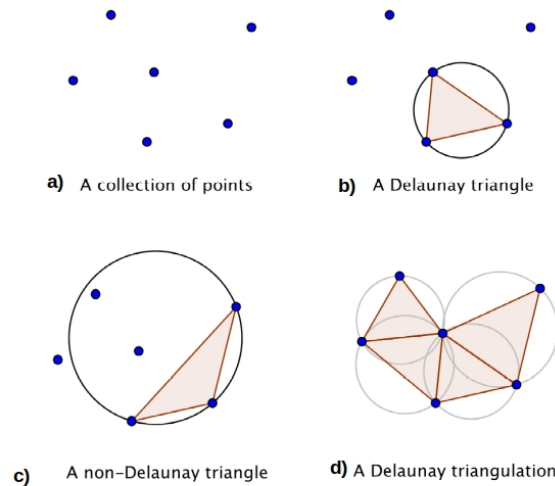 a) A collection of points
b) A Delaunay triangle
c) A non-Delaunay triangle
d) A Delaunay triangulation